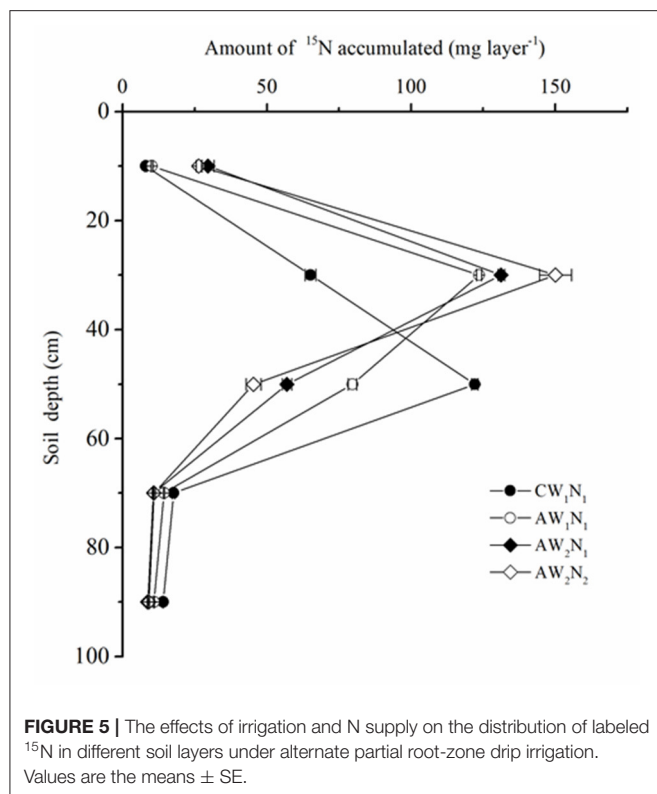 Amount of ¹⁵N accumulated (mg layer⁻¹)
0 50 100 150
0
20
40
60
80
100
Soil depth (cm)
CW₁N₁
AW₁N₁
AW₂N₁
AW₂N₂
FIGURE 5 | The effects of irrigation and N supply on the distribution of labeled
¹⁵N in different soil layers under alternate partial root-zone drip irrigation.
Values are the means ± SE.